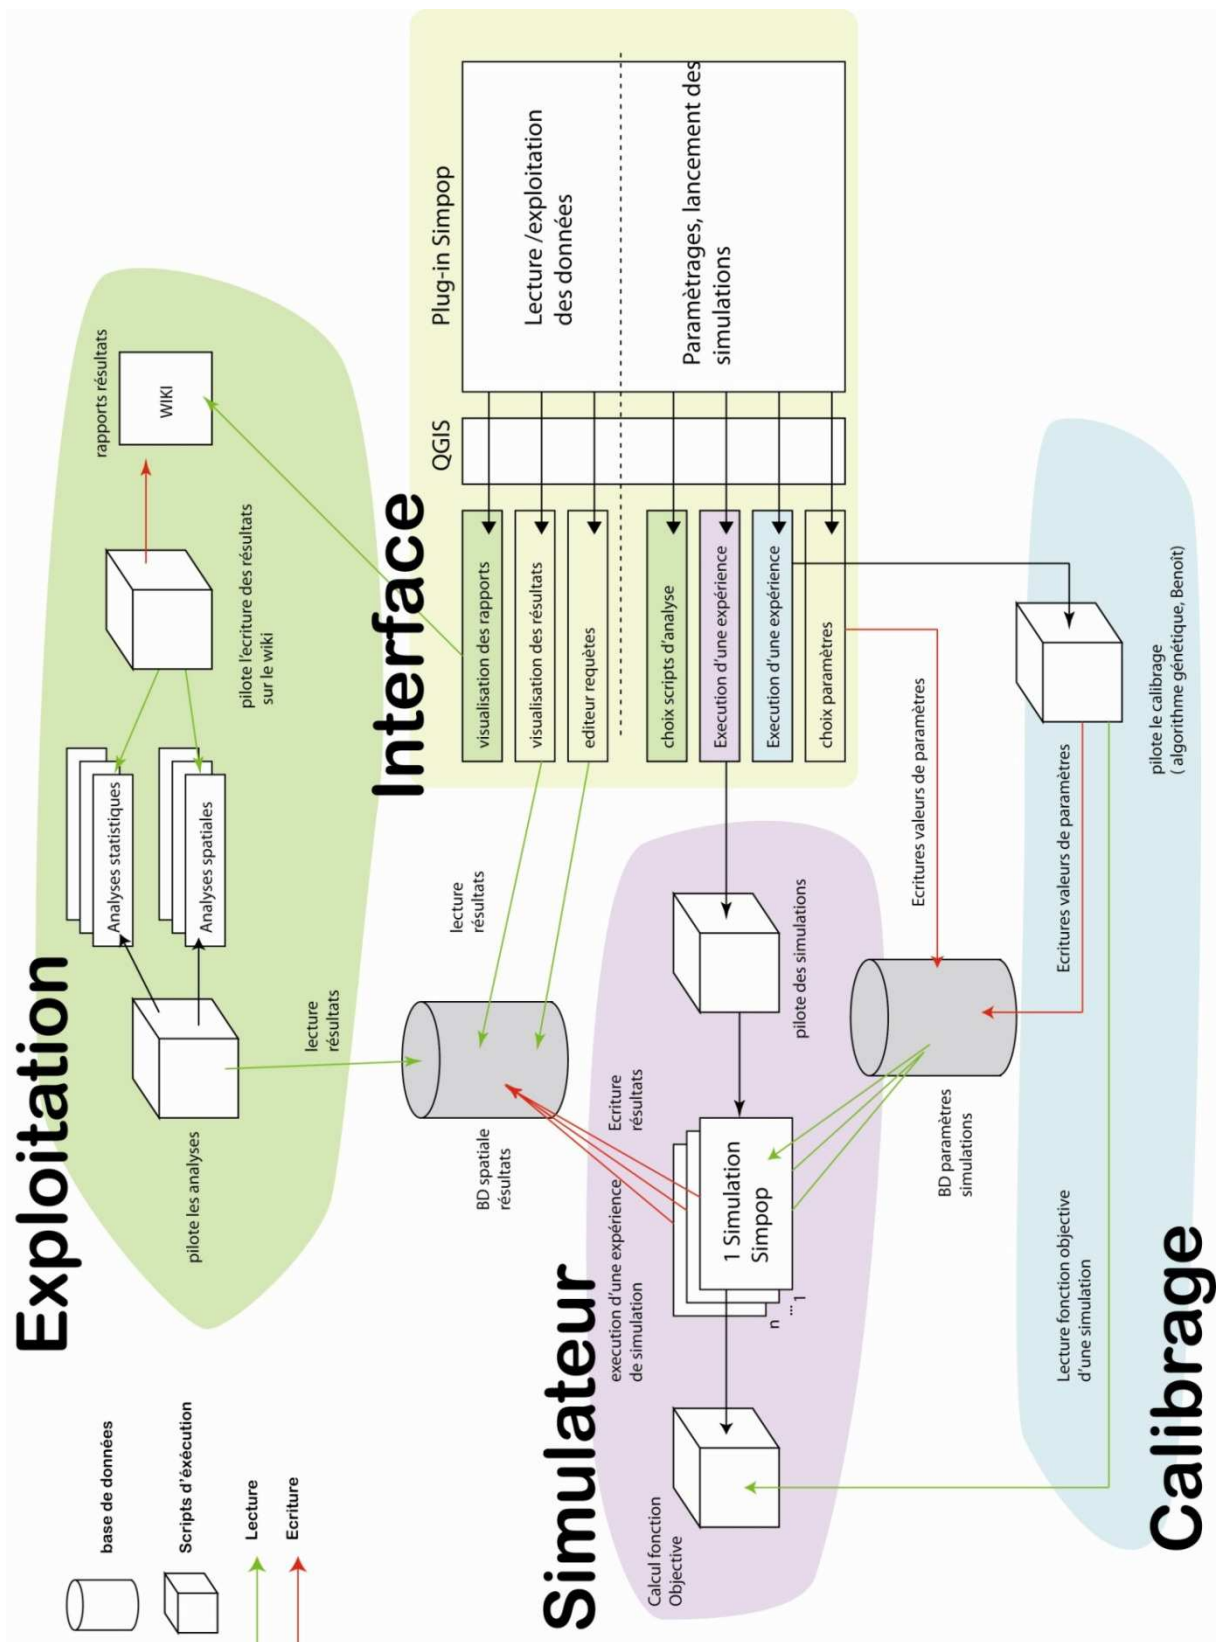 Exploitation
pilote les analyses
Analyses statistiques
Analyses spatiales
pilote l'ecriture des résultats
sur le wiki
rapports résultats
WIKI
lecture
résultats
BD spatiale
résultats
lecture
résultats
Interface
Plug-in Simpop
QGIS
Lecture /exploitation
des données
Paramètrages, lancement des
simulations
visualisation des rapports
visualisation des résultats
editeur requètes
choix scripts d'analyse
Execution d'une expérience
Execution d'une expérience
choix paramètres
Simulateur
execution d'une expérience
de simulation
Ecriture
résultats
1 Simulation
Simpop
n
...
1
pilote des simulations
Calcul fonction
Objective
BD paramètres
simulations
Ecritures valeurs de paramètres
Calibrage
Lecture fonction objective
d'une simulation
Ecritures valeurs de paramètres
pilote le calibrage
( algorithme génétique, Benoît)
base de données
Scripts d'éxécution
Lecture
Ecriture